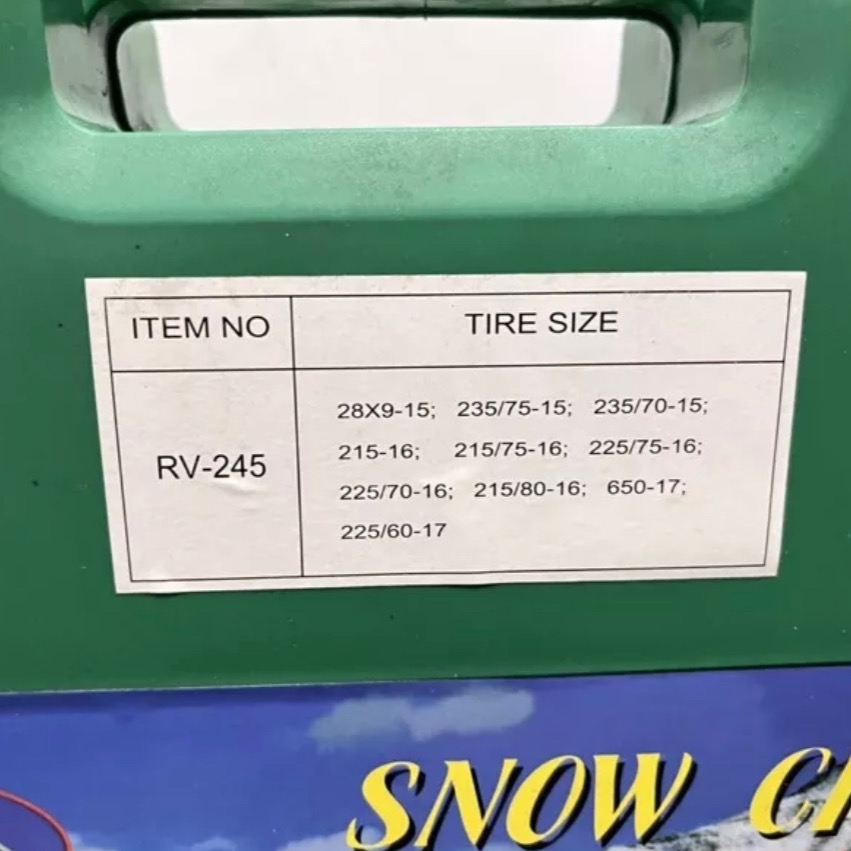 ITEM NO TIRE SIZE
RV-245
28X9-15; 235/75-15; 235/70-15;
215-16; 215/75-16; 225/75-16;
225/70-16; 215/80-16; 650-17;
225/60-17
SNOW